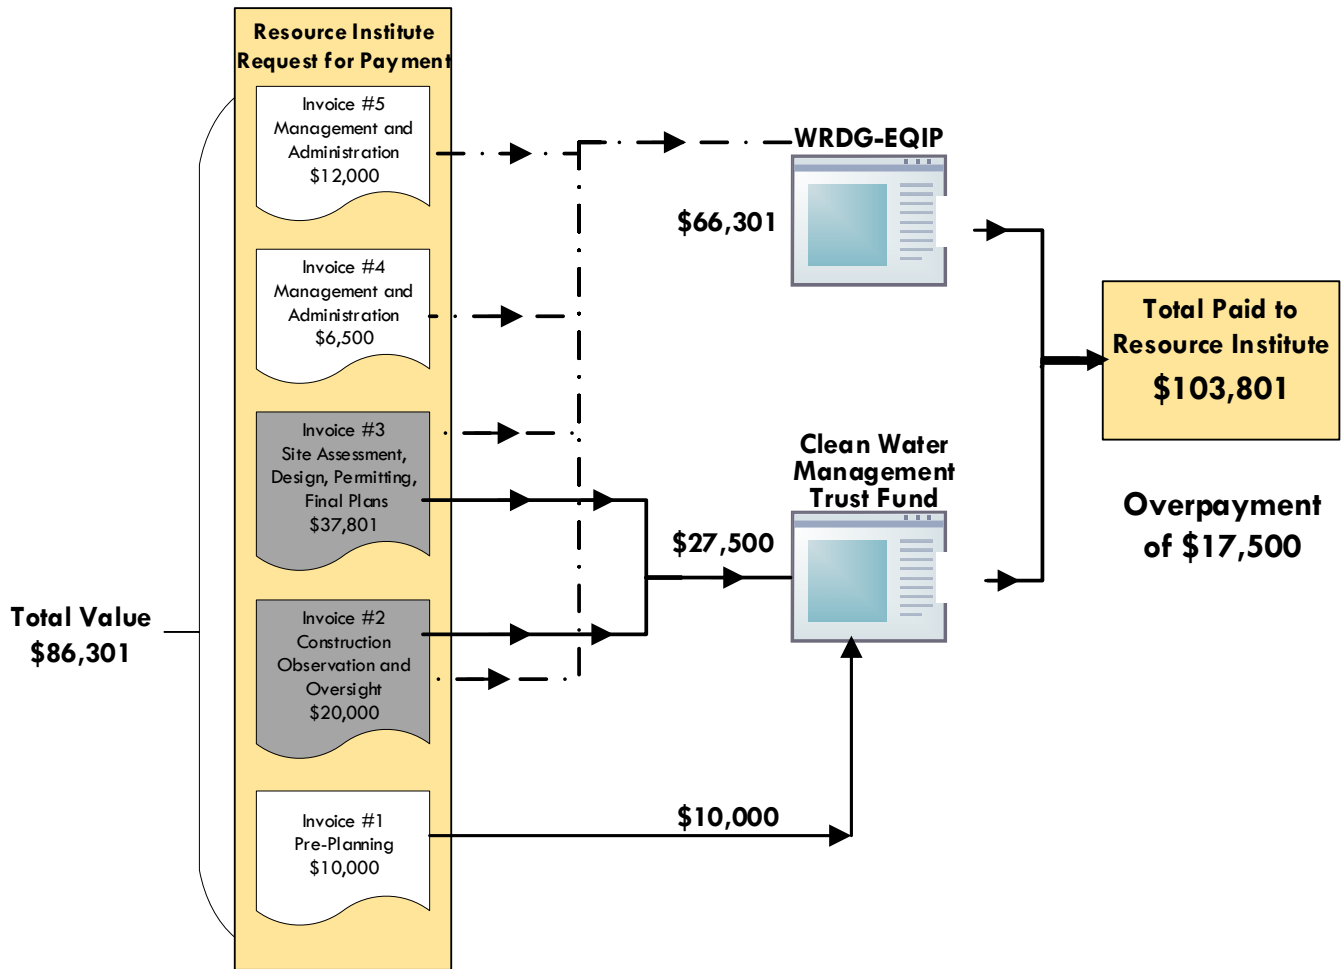 Resource Institute
Request for Payment
Invoice #5
Management and
Administration
$12,000
Invoice #4
Management and
Administration
$6,500
Invoice #3
Site Assessment,
Design, Permitting,
Final Plans
$37,801
Invoice #2
Construction
Observation and
Oversight
$20,000
Invoice #1
Pre-Planning
$10,000
Total Value
$86,301
WRDG-EQIP
$66,301
Clean Water
Management
Trust Fund
$27,500
$10,000
Total Paid to
Resource Institute
$103,801
Overpayment
of $17,500